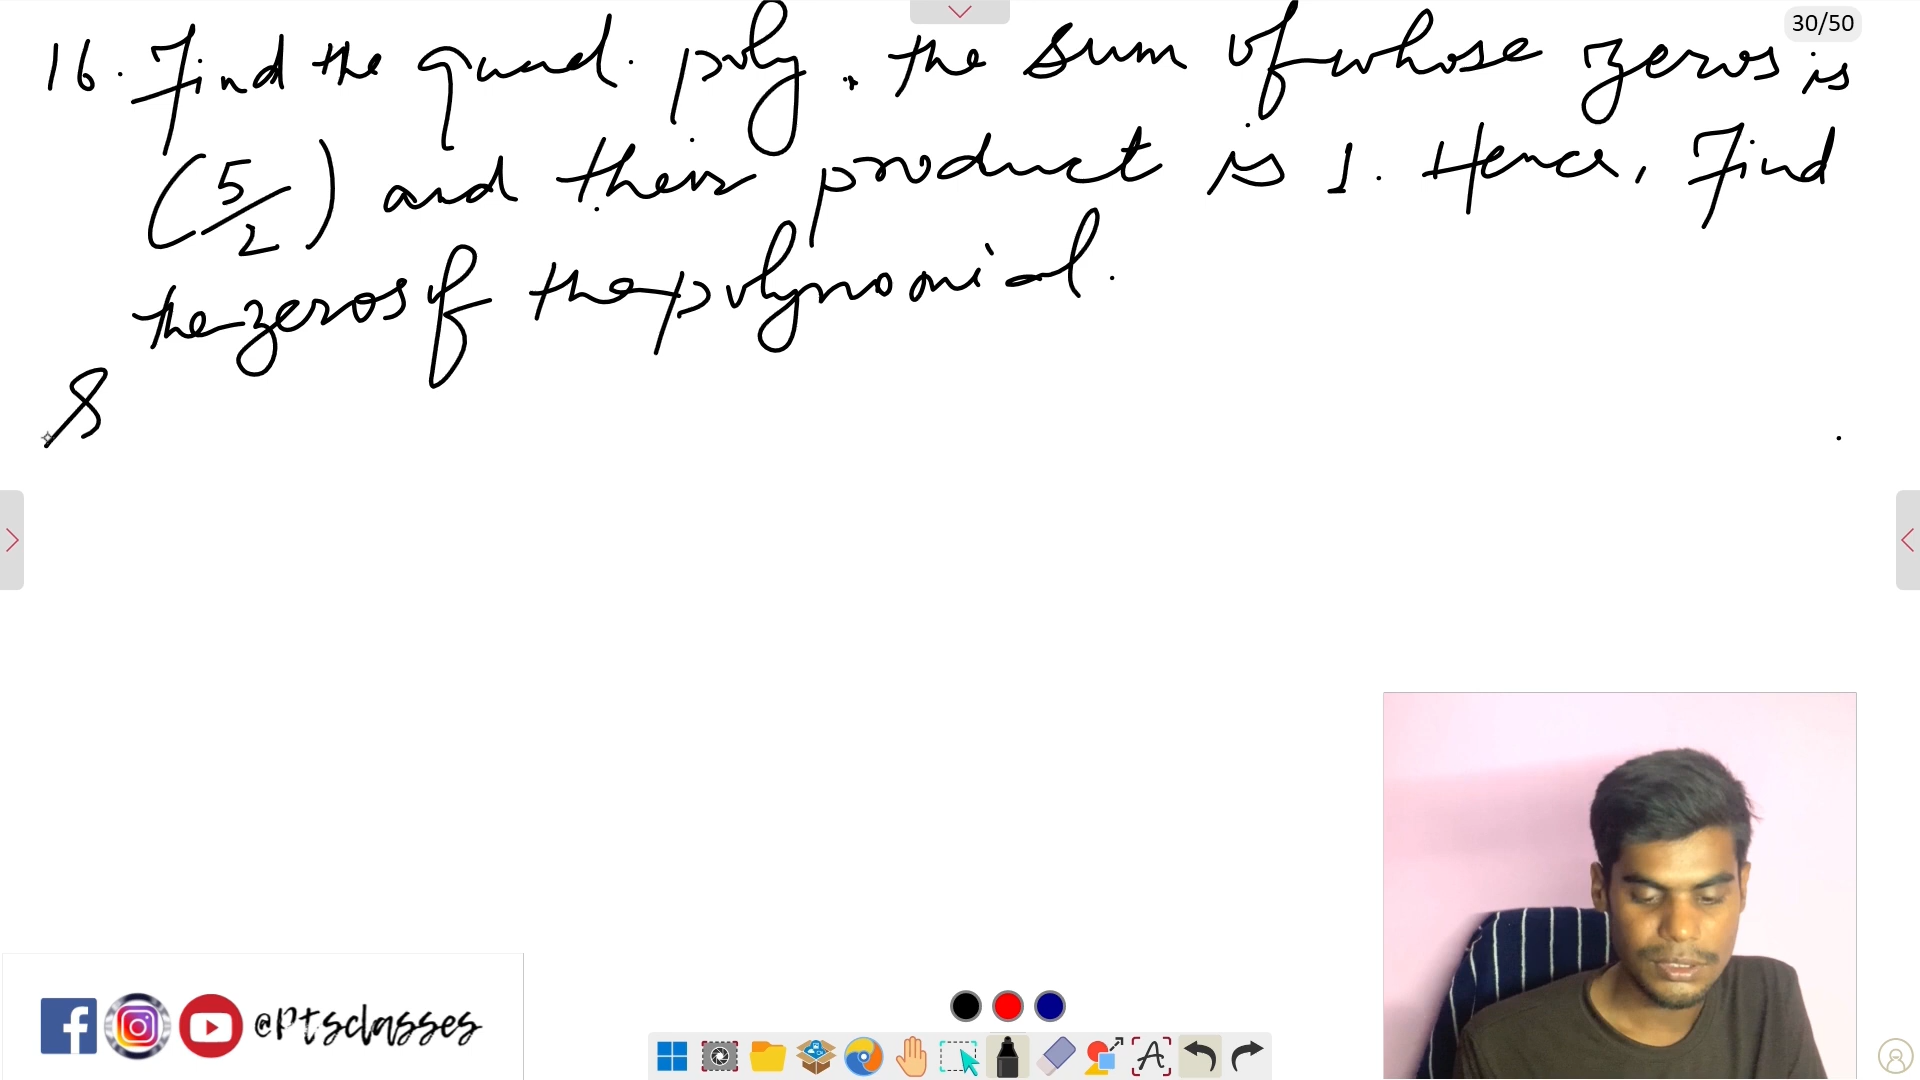 30/50
16. Find the quad. poly., the sum of whose zeros is
(5/2) and their product is 1. Hence, Find
the zeros of the polynomial.
S
@Ptsclasses